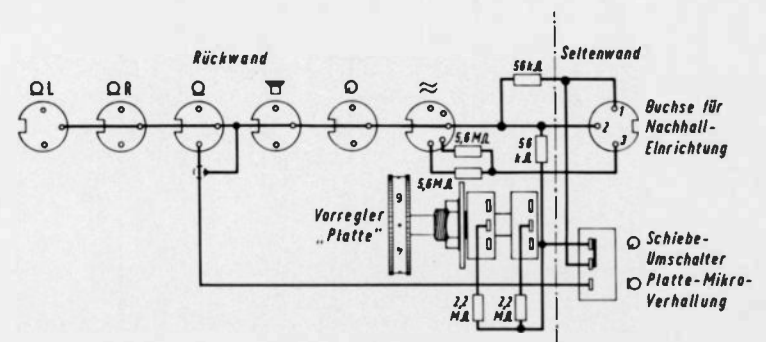 Rückwand
Seitenwand
Ω L
Ω R
Ω
≈
56 kΩ
1
2
3
Buchse für
Nachhall-
Einrichtung
5,6 MΩ
56
kΩ
5,6 MΩ
9
Vorregler
„Platte"
Schiebe-
Umschalter
Platte-Mikro-
Verhallung
2,2
MΩ
2,2
MΩ